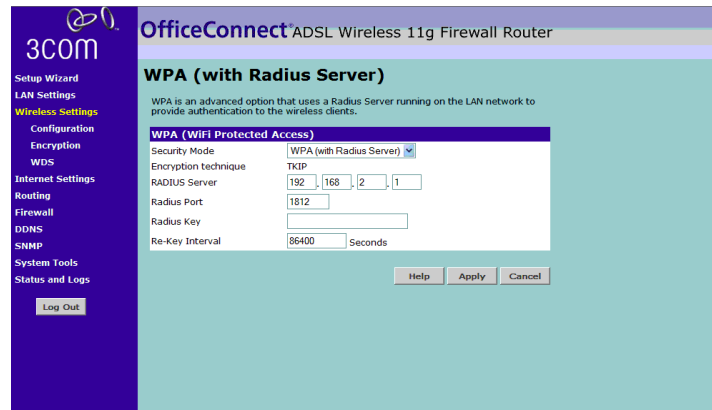 3COM
OfficeConnect® ADSL Wireless 11g Firewall Router
Setup Wizard
LAN Settings
Wireless Settings
Configuration
Encryption
WDS
Internet Settings
Routing
Firewall
DDNS
SNMP
System Tools
Status and Logs
Log Out
WPA (with Radius Server)
WPA is an advanced option that uses a Radius Server running on the LAN network to
provide authentication to the wireless clients.
WPA (WiFi Protected Access)
Security Mode WPA (with Radius Server)
Encryption technique TKIP
RADIUS Server 192 . 168 . 2 . 1
Radius Port 1812
Radius Key
Re-Key Interval 86400 Seconds
Help Apply Cancel